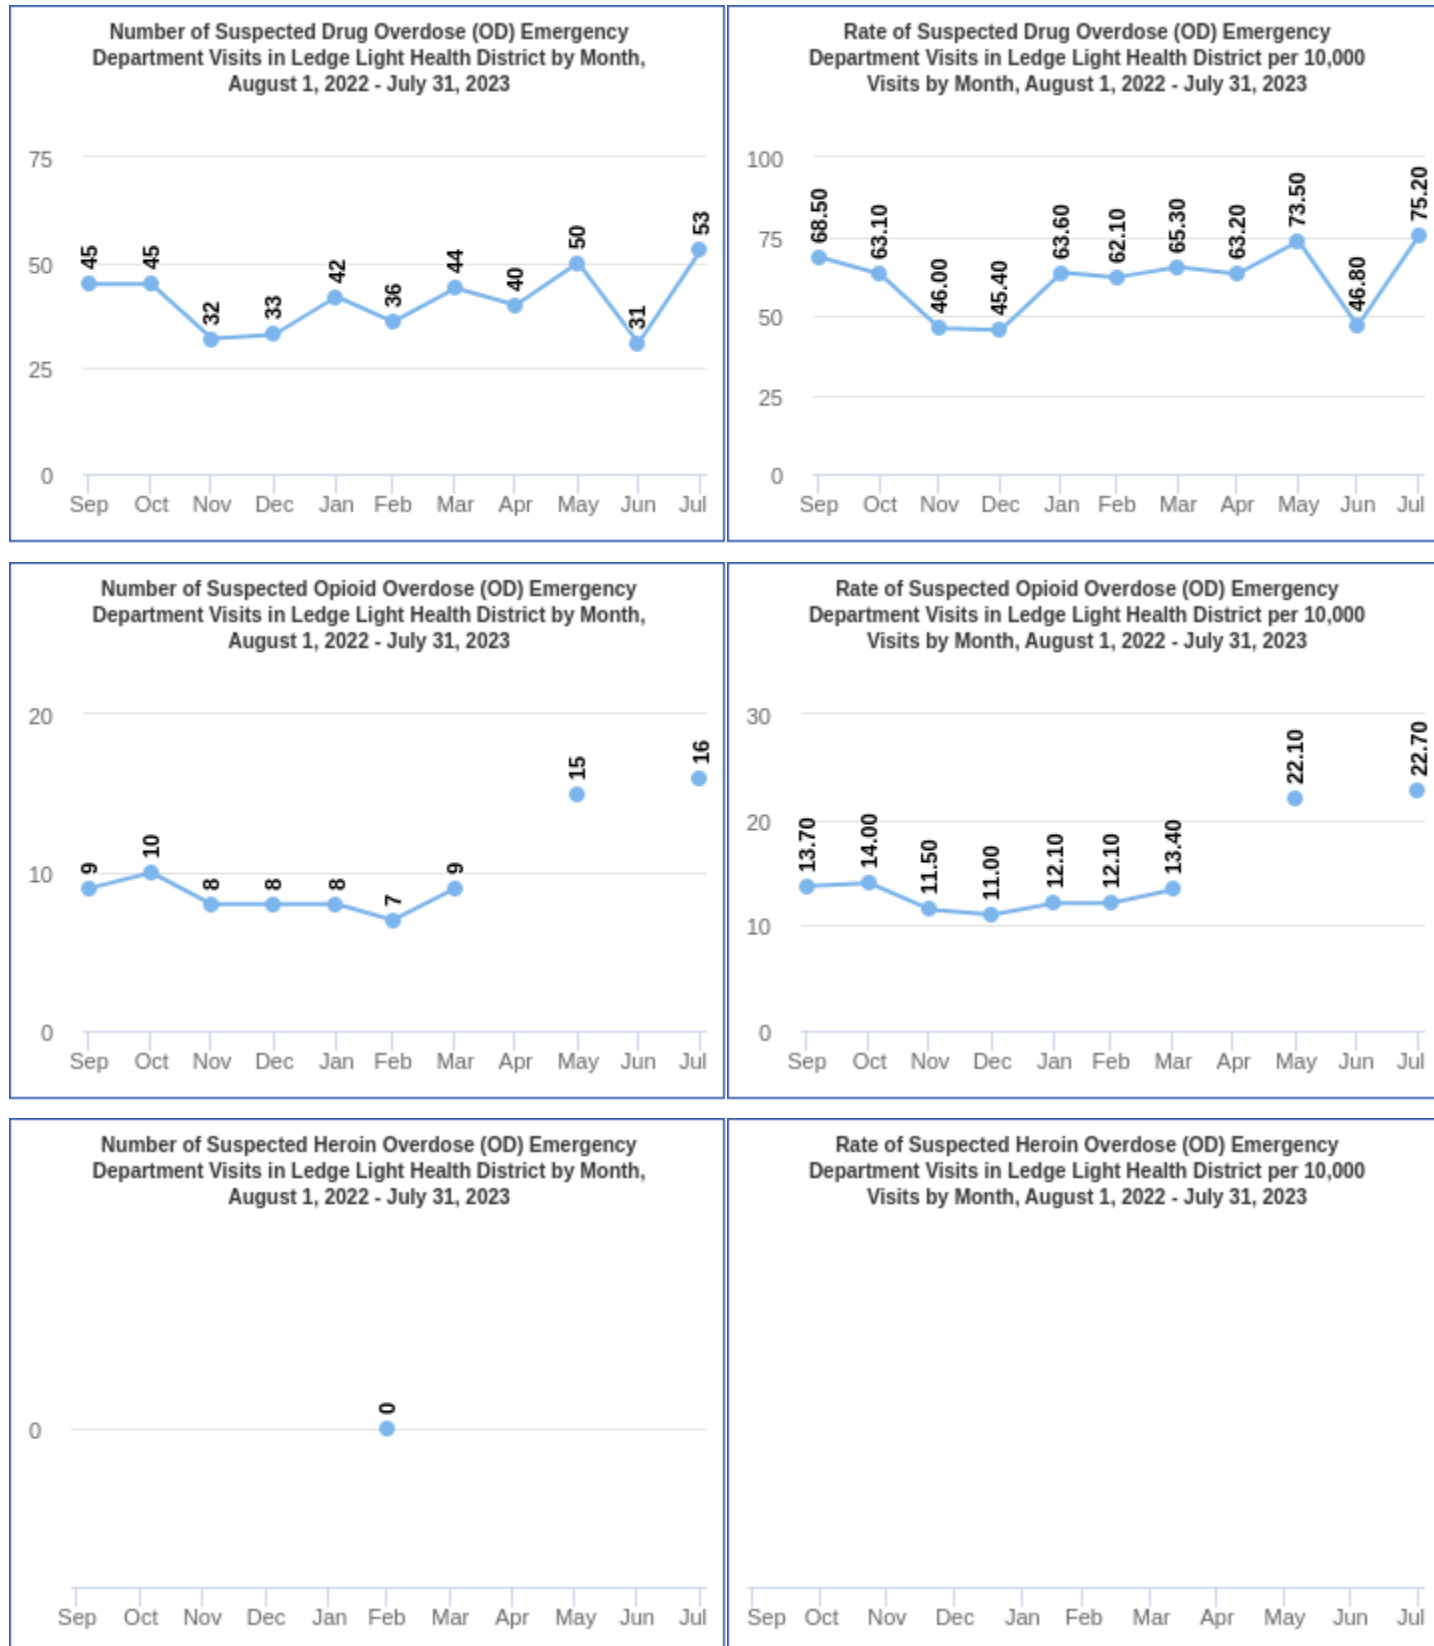 Number of Suspected Drug Overdose (OD) Emergency
Department Visits in Ledge Light Health District by Month,
August 1, 2022 - July 31, 2023
75
50
25
0
45
45
32
33
42
36
44
40
50
31
53
Sep Oct Nov Dec Jan Feb Mar Apr May Jun Jul
Rate of Suspected Drug Overdose (OD) Emergency
Department Visits in Ledge Light Health District per 10,000
Visits by Month, August 1, 2022 - July 31, 2023
100
75
50
25
0
68.50
63.10
46.00
45.40
63.60
62.10
65.30
63.20
73.50
46.80
75.20
Sep Oct Nov Dec Jan Feb Mar Apr May Jun Jul
Number of Suspected Opioid Overdose (OD) Emergency
Department Visits in Ledge Light Health District by Month,
August 1, 2022 - July 31, 2023
20
10
0
9
10
8
8
8
7
9
15
16
Sep Oct Nov Dec Jan Feb Mar Apr May Jun Jul
Rate of Suspected Opioid Overdose (OD) Emergency
Department Visits in Ledge Light Health District per 10,000
Visits by Month, August 1, 2022 - July 31, 2023
30
20
10
0
13.70
14.00
11.50
11.00
12.10
12.10
13.40
22.10
22.70
Sep Oct Nov Dec Jan Feb Mar Apr May Jun Jul
Number of Suspected Heroin Overdose (OD) Emergency
Department Visits in Ledge Light Health District by Month,
August 1, 2022 - July 31, 2023
0
0
Sep Oct Nov Dec Jan Feb Mar Apr May Jun Jul
Rate of Suspected Heroin Overdose (OD) Emergency
Department Visits in Ledge Light Health District per 10,000
Visits by Month, August 1, 2022 - July 31, 2023
Sep Oct Nov Dec Jan Feb Mar Apr May Jun Jul